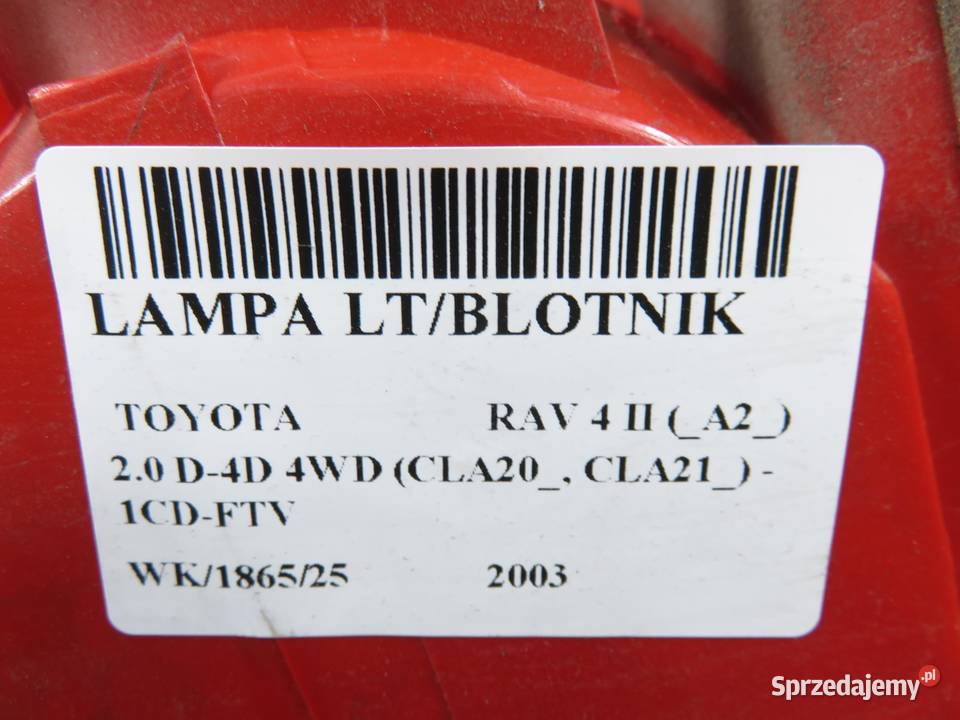 LAMPA LT/BLOTNIK
TOYOTA RAV 4 II (_A2_)
2.0 D-4D 4WD (CLA20_, CLA21_) -
1CD-FTV
WK/1865/25 2003
Sprzedajemy.pl